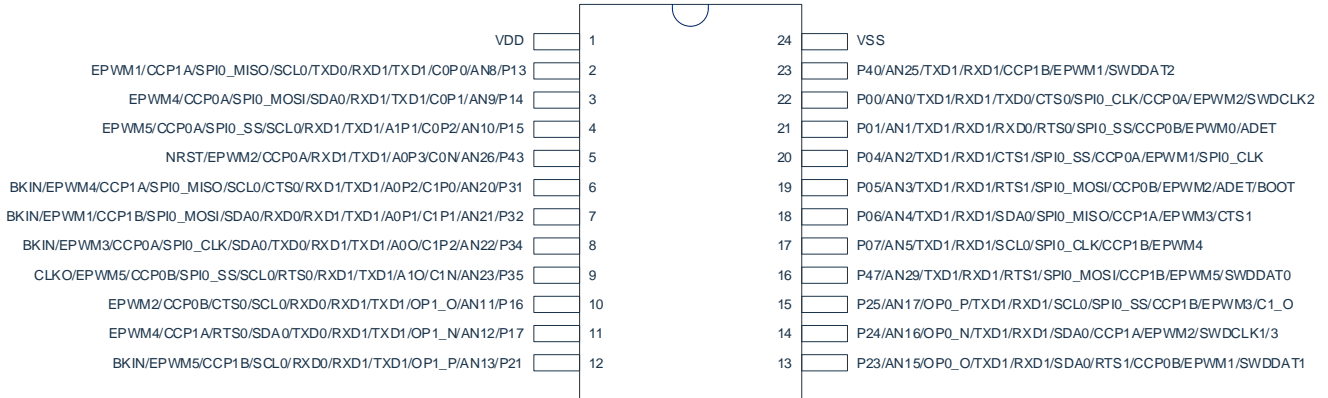 VDD 1 24 VSS
EPWM1/CCP1A/SPI0_MISO/SCL0/TXD0/RXD1/TXD1/C0P0/AN8/P13 2 23 P40/AN25/TXD1/RXD1/CCP1B/EPWM1/SWDDAT2
EPWM4/CCP0A/SPI0_MOSI/SDA0/RXD1/TXD1/C0P1/AN9/P14 3 22 P00/AN0/TXD1/RXD1/TXD0/CTS0/SPI0_CLK/CCP0A/EPWM2/SWDCLK2
EPWM5/CCP0A/SPI0_SS/SCL0/RXD1/TXD1/A1P1/C0P2/AN10/P15 4 21 P01/AN1/TXD1/RXD1/RXD0/RTS0/SPI0_SS/CCP0B/EPWM0/ADET
NRST/EPWM2/CCP0A/RXD1/TXD1/A0P3/C0N/AN26/P43 5 20 P04/AN2/TXD1/RXD1/CTS1/SPI0_SS/CCP0A/EPWM1/SPI0_CLK
BKIN/EPWM4/CCP1A/SPI0_MISO/SCL0/CTS0/RXD1/TXD1/A0P2/C1P0/AN20/P31 6 19 P05/AN3/TXD1/RXD1/RTS1/SPI0_MOSI/CCP0B/EPWM2/ADET/BOOT
BKIN/EPWM1/CCP1B/SPI0_MOSI/SDA0/RXD0/RXD1/TXD1/A0P1/C1P1/AN21/P32 7 18 P06/AN4/TXD1/RXD1/SDA0/SPI0_MISO/CCP1A/EPWM3/CTS1
BKIN/EPWM3/CCP0A/SPI0_CLK/SDA0/TXD0/RXD1/TXD1/A0O/C1P2/AN22/P34 8 17 P07/AN5/TXD1/RXD1/SCL0/SPI0_CLK/CCP1B/EPWM4
CLKO/EPWM5/CCP0B/SPI0_SS/SCL0/RTS0/RXD1/TXD1/A1O/C1N/AN23/P35 9 16 P47/AN29/TXD1/RXD1/RTS1/SPI0_MOSI/CCP1B/EPWM5/SWDDAT0
EPWM2/CCP0B/CTS0/SCL0/RXD0/RXD1/TXD1/OP1_O/AN11/P16 10 15 P25/AN17/OP0_P/TXD1/RXD1/SCL0/SPI0_SS/CCP1B/EPWM3/C1_O
EPWM4/CCP1A/RTS0/SDA0/TXD0/RXD1/TXD1/OP1_N/AN12/P17 11 14 P24/AN16/OP0_N/TXD1/RXD1/SDA0/CCP1A/EPWM2/SWDCLK1/3
BKIN/EPWM5/CCP1B/SCL0/RXD0/RXD1/TXD1/OP1_P/AN13/P21 12 13 P23/AN15/OP0_O/TXD1/RXD1/SDA0/RTS1/CCP0B/EPWM1/SWDDAT1